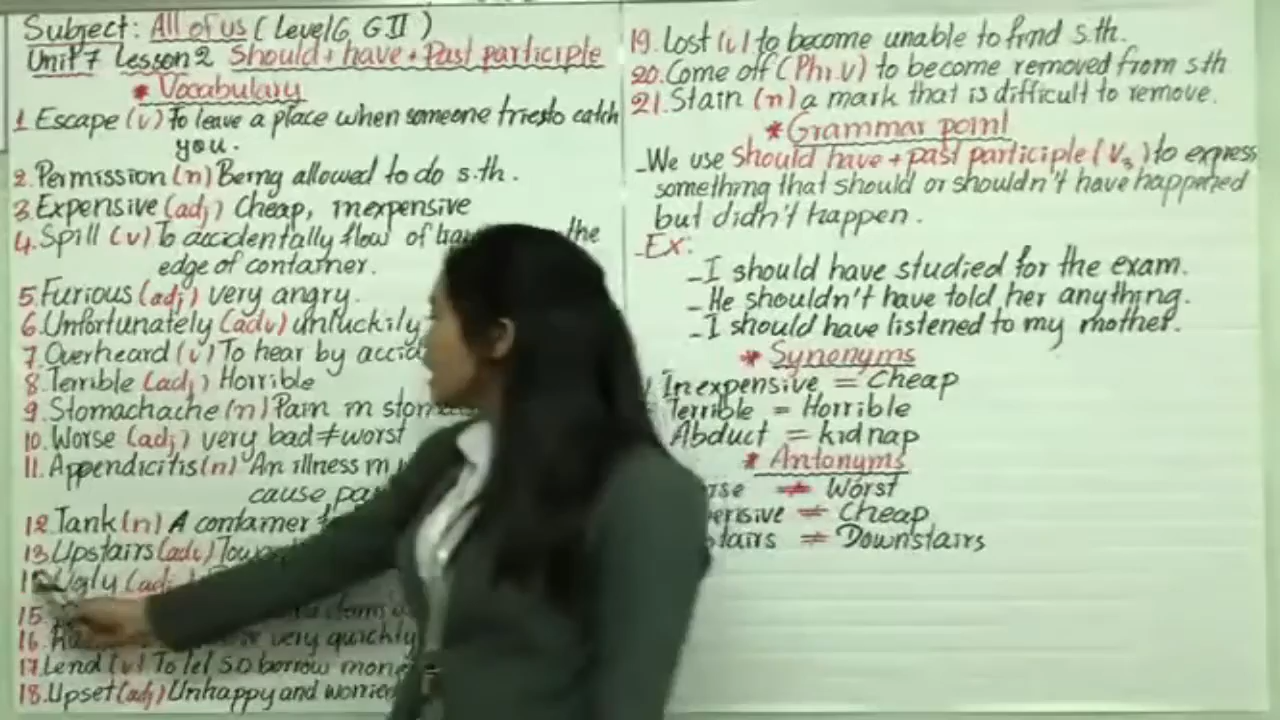 Subject: All of us (Level 6, G II)
Unit 7 Lesson 2 Should + have + Past participle
* Vocabulary
1. Escape (v) To leave a place when someone tries to catch
you.
2. Permission (n) Being allowed to do s.th.
3. Expensive (adj) Cheap, inexpensive
4. Spill (v) To accidentally flow of the
edge of container.
5. Furious (adj) very angry.
6. Unfortunately (adv) unluckily
7. Overheard (v) To hear by
8. Terrible (adj) Horrible
9. Stomachache (n) Pain in
10. Worse (adj) very bad ≠ worst
11. Appendicitis (n) An illness in
cause
12. Tank (n) A container
13. Upstairs (adv)
Ugly
15.
16. very quickly
17. Lend (v) To let s.o borrow
18. Upset (adj) Unhappy and worried
19. Lost (v) to become unable to find s.th.
20. Come off (Phr.v) to become removed from s.th
21. Stain (n) a mark that is difficult to remove.
* Grammar point
- We use Should have + past participle (V3) to express
something that should or shouldn't have happened
but didn't happen.
- Ex:
- I should have studied for the exam.
- He shouldn't have told her anything.
- I should have listened to my mother.
* Synonyms
Inexpensive = Cheap
Terrible = Horrible
Abduct = kidnap
* Antonyms
≠ Worst
≠ Cheap
≠ Downstairs